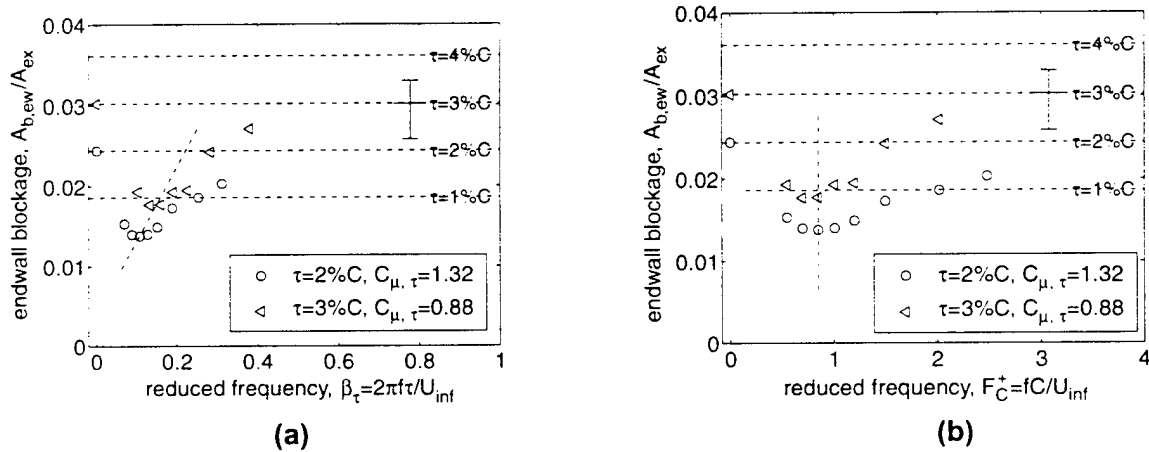 0.04
0.03
0.02
0.01
0
endwall blockage, A_b,ew/A_ex
τ=4%C
τ=3%C
τ=2%C
τ=1%C
○ τ=2%C, C_μ, τ=1.32
◁ τ=3%C, C_μ, τ=0.88
0 0.2 0.4 0.6 0.8 1
reduced frequency, β_τ=2πfτ/U_inf
(a)
0.04
0.03
0.02
0.01
0
endwall blockage, A_b,ew/A_ex
τ=4%C
τ=3%C
τ=2%C
τ=1%C
○ τ=2%C, C_μ, τ=1.32
◁ τ=3%C, C_μ, τ=0.88
0 1 2 3 4
reduced frequency, F_C^+=fC/U_inf
(b)